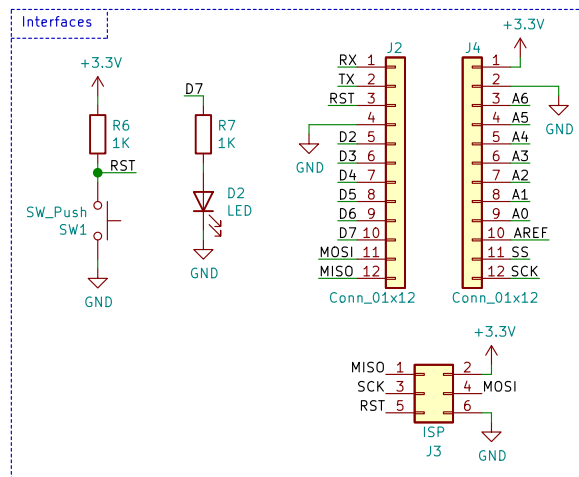 Interfaces
+3.3V
R6
1K
RST
SW_Push
SW1
GND
D7
R7
1K
D2
LED
GND
J2
RX 1
TX 2
RST 3
4
GND
D2 5
D3 6
D4 7
D5 8
D6 9
D7 10
MOSI 11
MISO 12
Conn_01x12
J4
+3.3V
1
2
GND
3 A6
4 A5
5 A4
6 A3
7 A2
8 A1
9 A0
10 AREF
11 SS
12 SCK
Conn_01x12
+3.3V
MISO 1 2
SCK 3 4 MOSI
RST 5 6
ISP
J3
GND